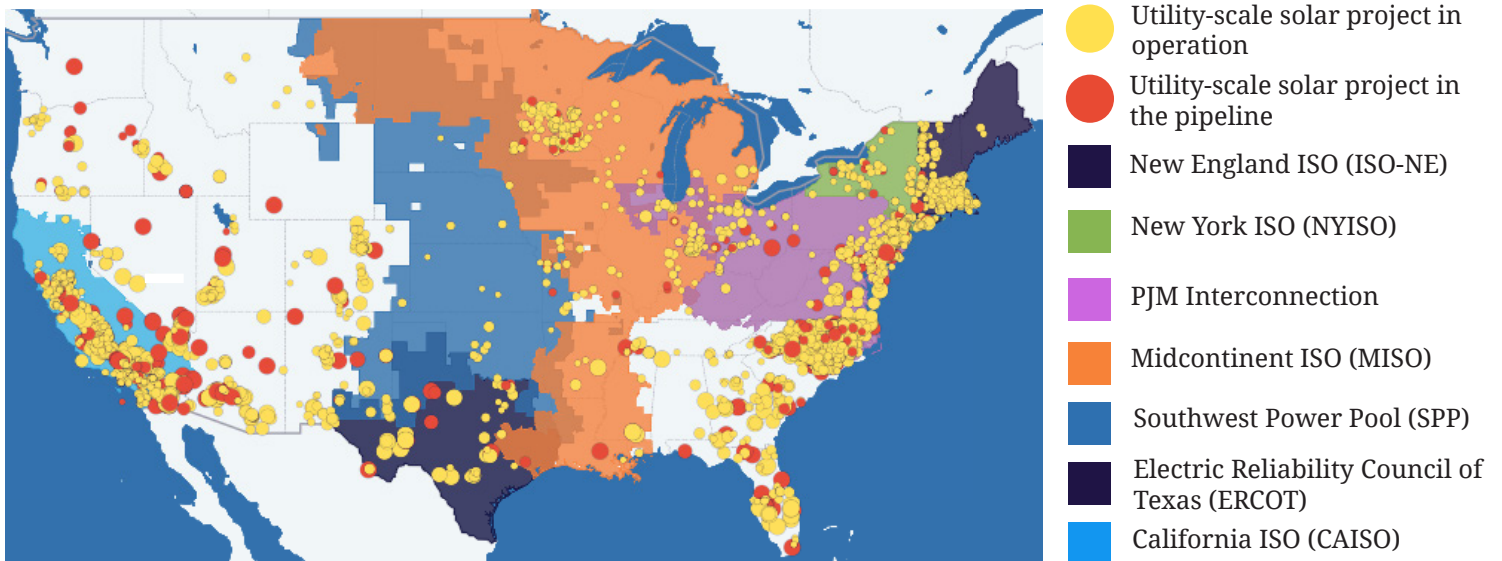 Utility-scale solar project in
operation
Utility-scale solar project in
the pipeline
New England ISO (ISO-NE)
New York ISO (NYISO)
PJM Interconnection
Midcontinent ISO (MISO)
Southwest Power Pool (SPP)
Electric Reliability Council of
Texas (ERCOT)
California ISO (CAISO)